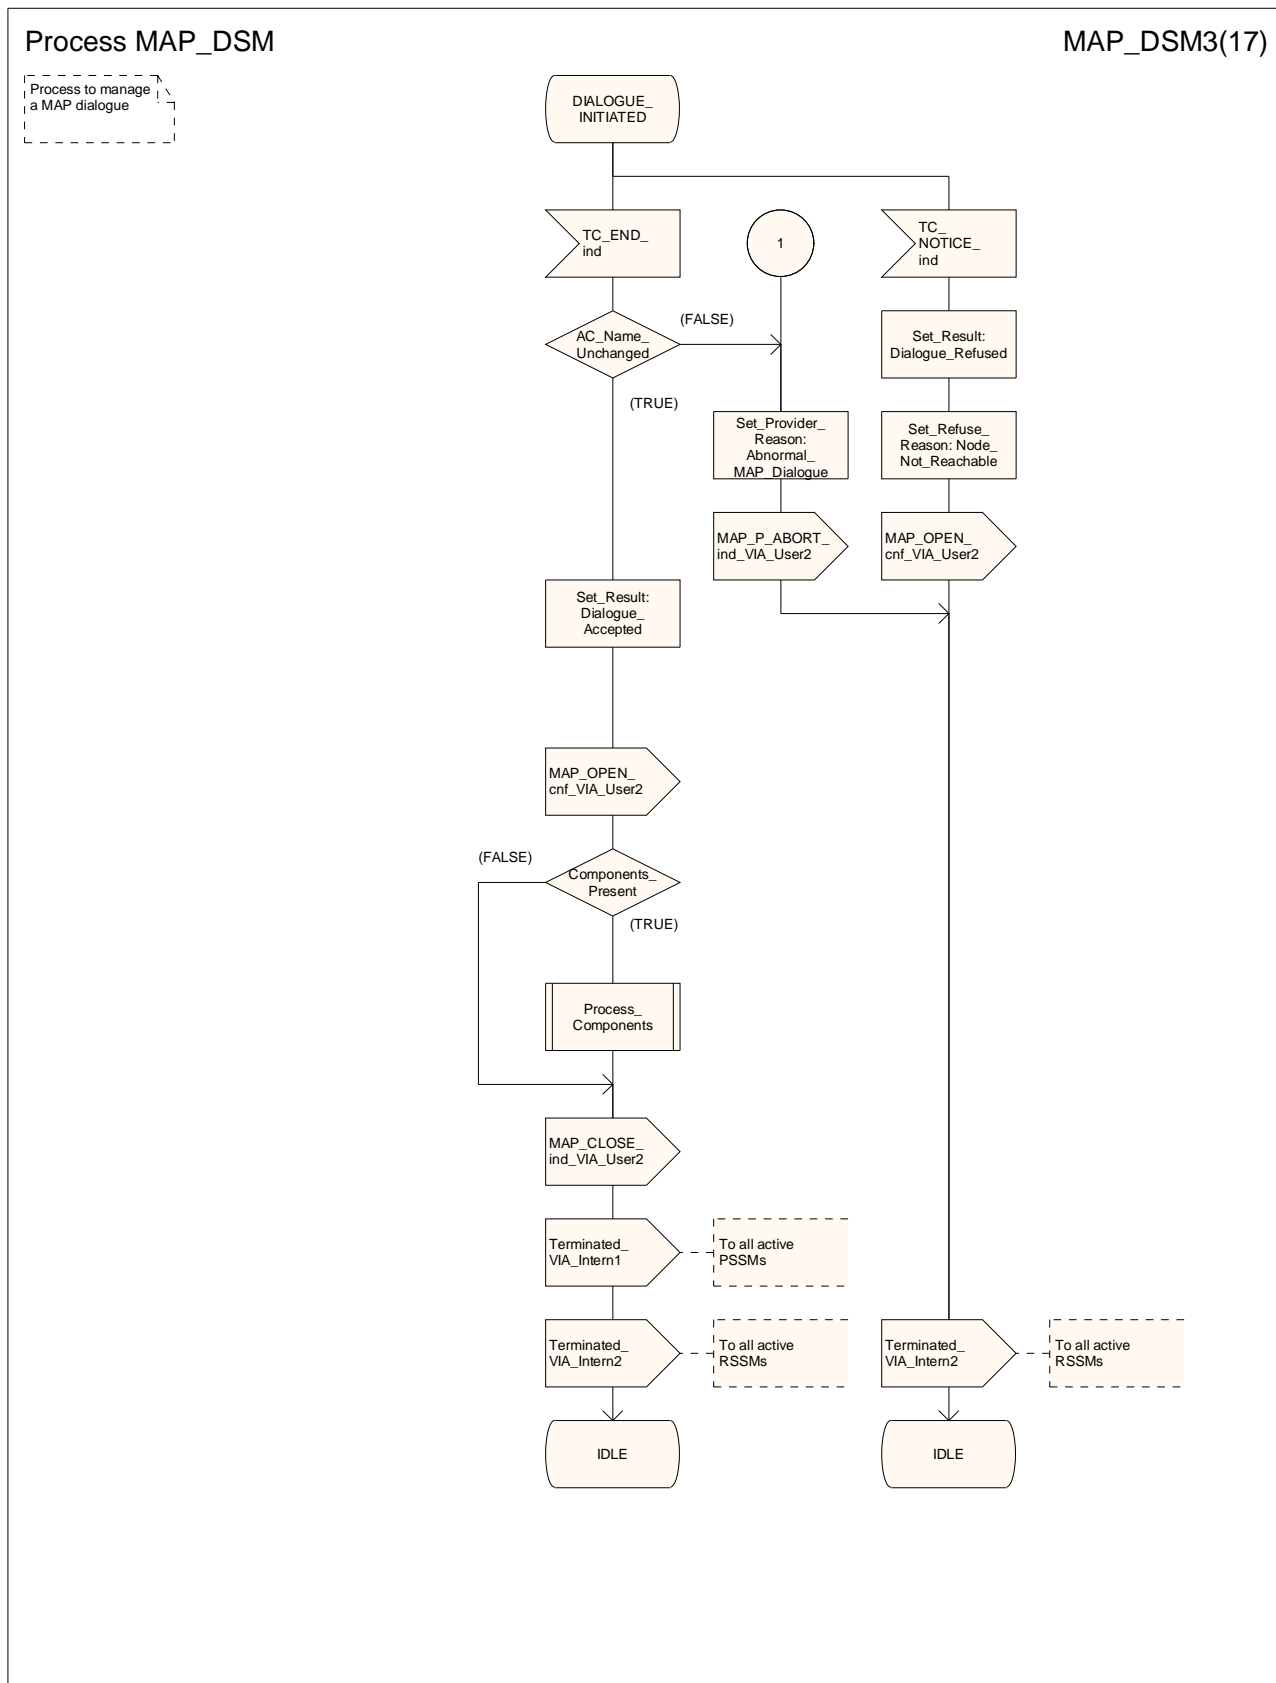 Process MAP_DSM
MAP_DSM3(17)
Process to manage
a MAP dialogue
DIALOGUE_
INITIATED
TC_END_
ind
1
TC_
NOTICE_
ind
AC_Name_
Unchanged
(FALSE)
(TRUE)
Set_Result:
Dialogue_Refused
Set_Provider_
Reason:
Abnormal_
MAP_Dialogue
Set_Refuse_
Reason: Node_
Not_Reachable
MAP_P_ABORT_
ind_VIA_User2
MAP_OPEN_
cnf_VIA_User2
Set_Result:
Dialogue_
Accepted
MAP_OPEN_
cnf_VIA_User2
(FALSE)
Components_
Present
(TRUE)
Process_
Components
MAP_CLOSE_
ind_VIA_User2
Terminated_
VIA_Intern1
To all active
PSSMs
Terminated_
VIA_Intern2
To all active
RSSMs
Terminated_
VIA_Intern2
To all active
RSSMs
IDLE
IDLE